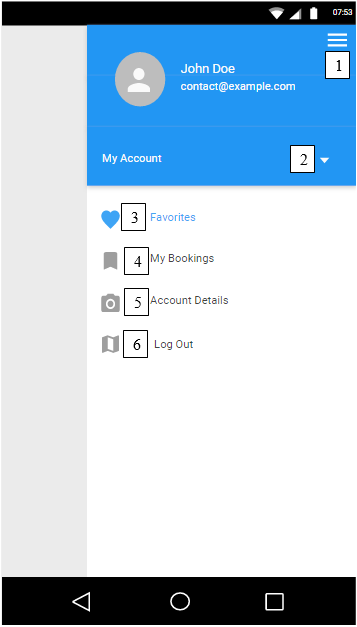 07:53
1
John Doe
contact@example.com
My Account 2
3 Favorites
4 My Bookings
5 Account Details
6 Log Out